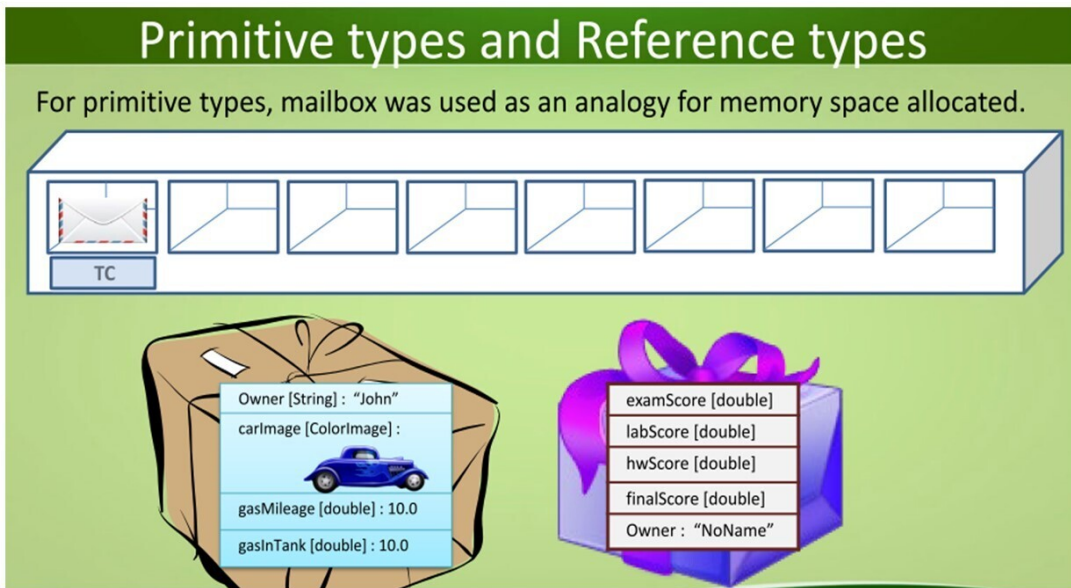 Primitive types and Reference types
For primitive types, mailbox was used as an analogy for memory space allocated.
TC
Owner [String] : “John”
carImage [ColorImage] :
gasMileage [double] : 10.0
gasInTank [double] : 10.0
examScore [double]
labScore [double]
hwScore [double]
finalScore [double]
Owner : “NoName”